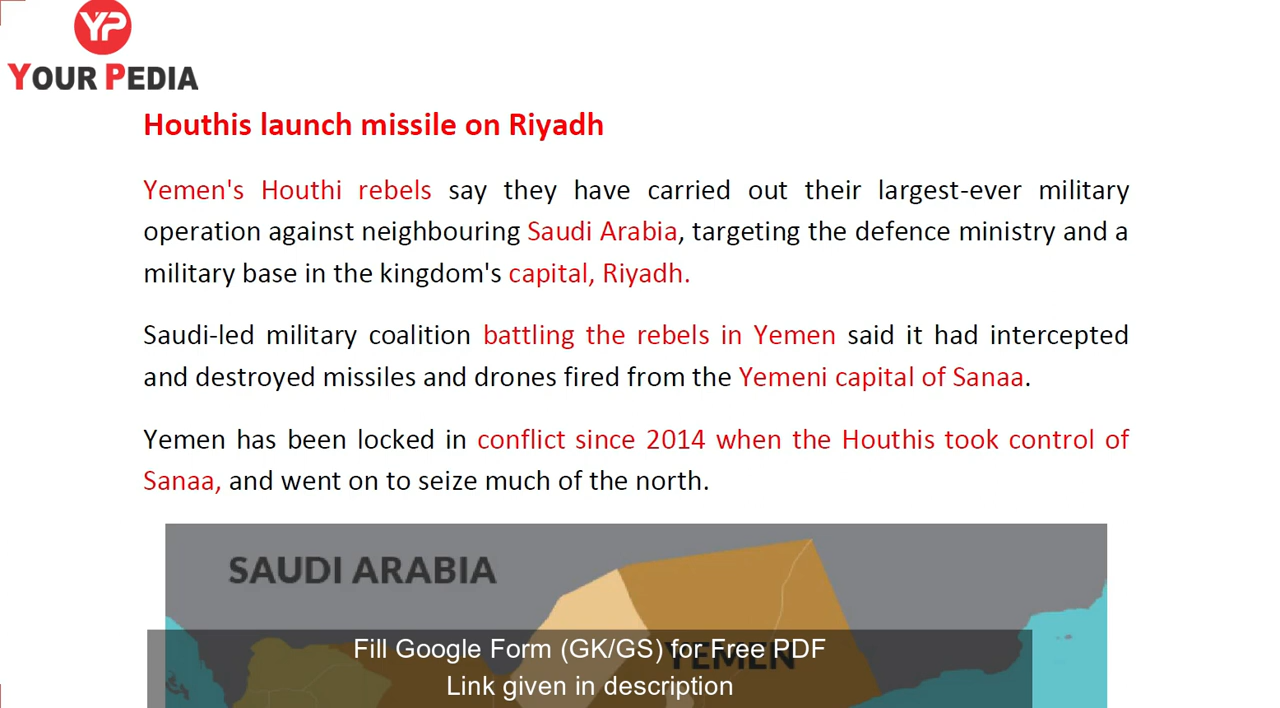 YP
YOUR PEDIA
Houthis launch missile on Riyadh
Yemen's Houthi rebels say they have carried out their largest-ever military
operation against neighbouring Saudi Arabia, targeting the defence ministry and a
military base in the kingdom's capital, Riyadh.
Saudi-led military coalition battling the rebels in Yemen said it had intercepted
and destroyed missiles and drones fired from the Yemeni capital of Sanaa.
Yemen has been locked in conflict since 2014 when the Houthis took control of
Sanaa, and went on to seize much of the north.
SAUDI ARABIA
YEMEN
Fill Google Form (GK/GS) for Free PDF
Link given in description